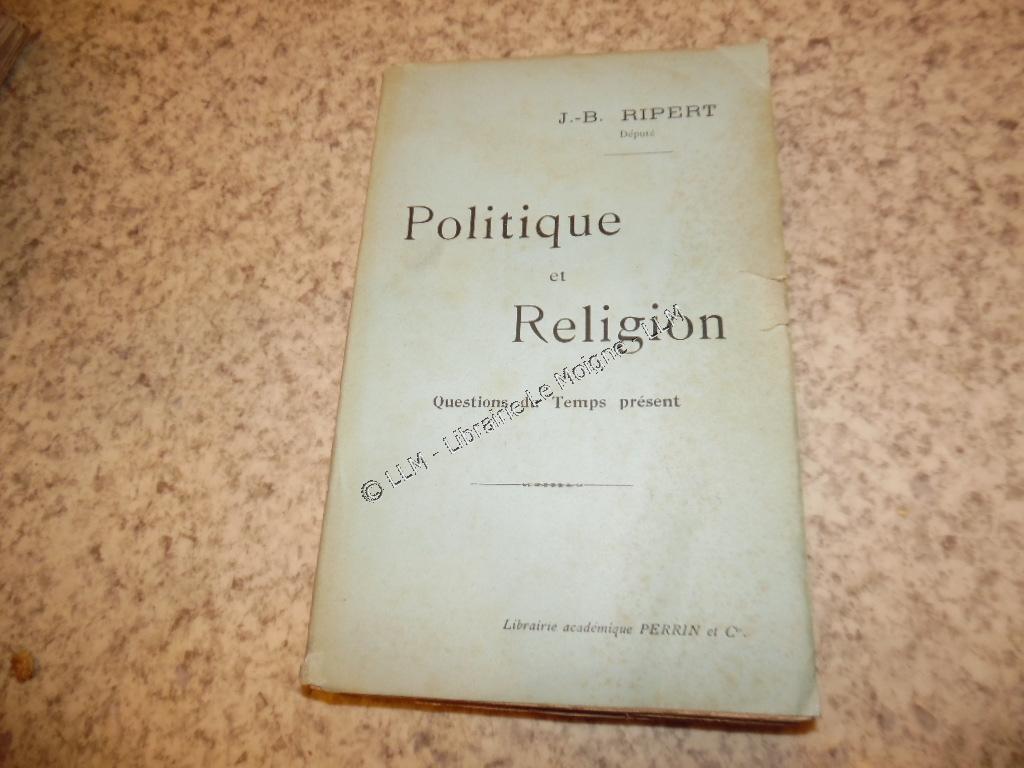 J.-B. RIPERT
Député
Politique
et
Religion
Questions du Temps présent
© LLM - Librairie Le Moigne - LLM
Librairie académique PERRIN et Cie.